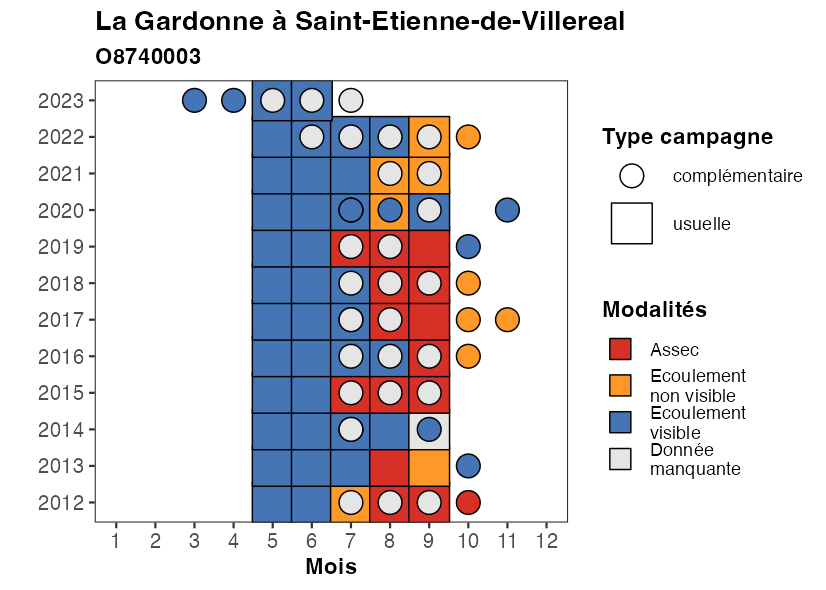 La Gardonne à Saint-Etienne-de-Villereal
O8740003
2023
2022
2021
2020
2019
2018
2017
2016
2015
2014
2013
2012
1 2 3 4 5 6 7 8 9 10 11 12
Mois
Type campagne
complémentaire
usuelle
Modalités
Assec
Ecoulement
non visible
Ecoulement
visible
Donnée
manquante